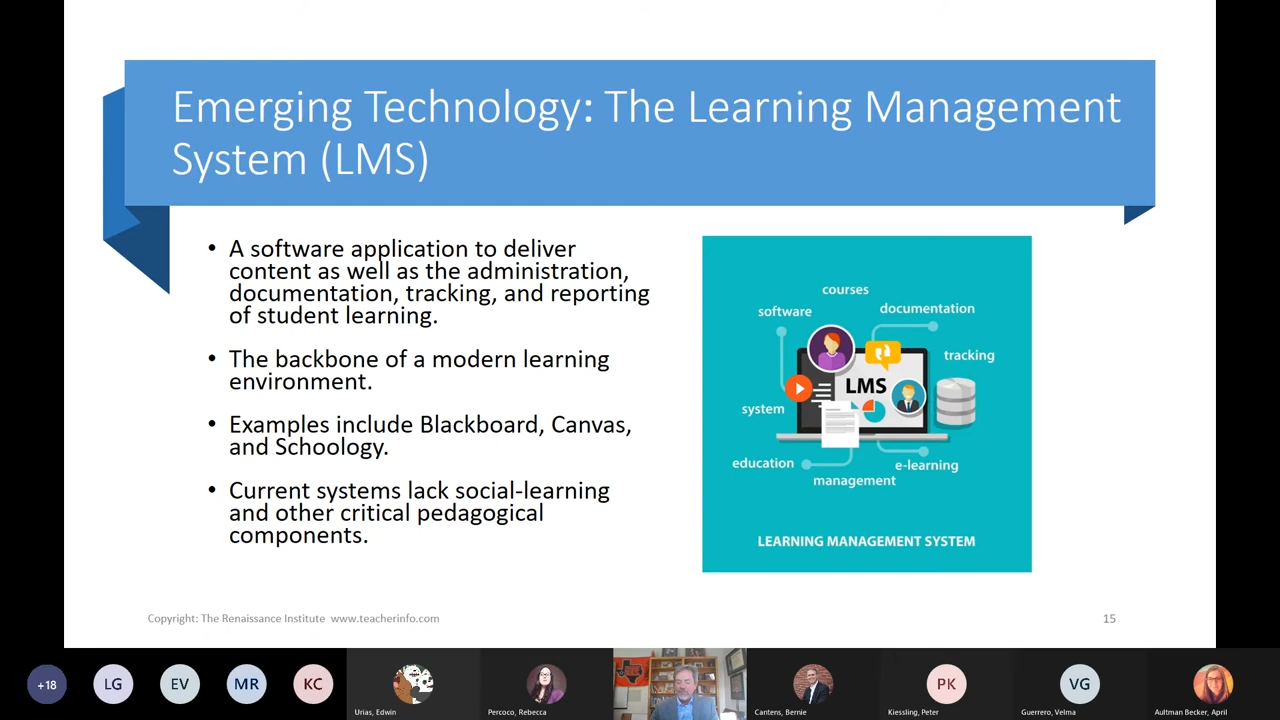 Emerging Technology: The Learning Management
System (LMS)
• A software application to deliver
content as well as the administration,
documentation, tracking, and reporting
of student learning.
• The backbone of a modern learning
environment.
• Examples include Blackboard, Canvas,
and Schoology.
• Current systems lack social-learning
and other critical pedagogical
components.
courses
software
documentation
tracking
LMS
system
education
e-learning
management
LEARNING MANAGEMENT SYSTEM
Copyright: The Renaissance Institute www.teacherinfo.com
15
+18
LG
EV
MR
KC
PK
VG
Urias, Edwin
Percoco, Rebecca
Cantens, Bernie
Kiessling, Peter
Guerrero, Velma
Aultman Becker, April